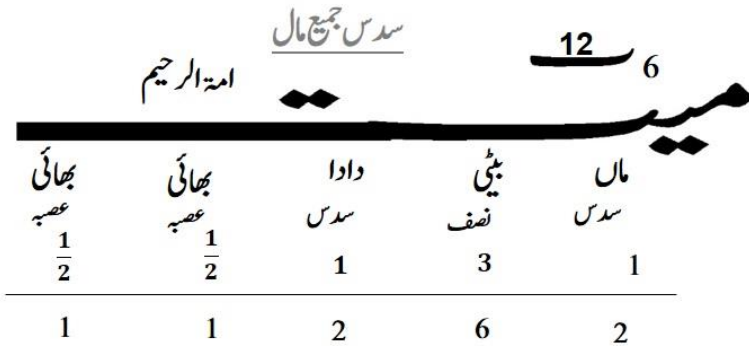 سدس جمیع مال
12 6
امۃ الرحیم
میــت
ماں بیٹی دادا بھائی بھائی
سدس نصف سدس عصبہ عصبہ
1 3 1 1/2 1/2
2 6 2 1 1